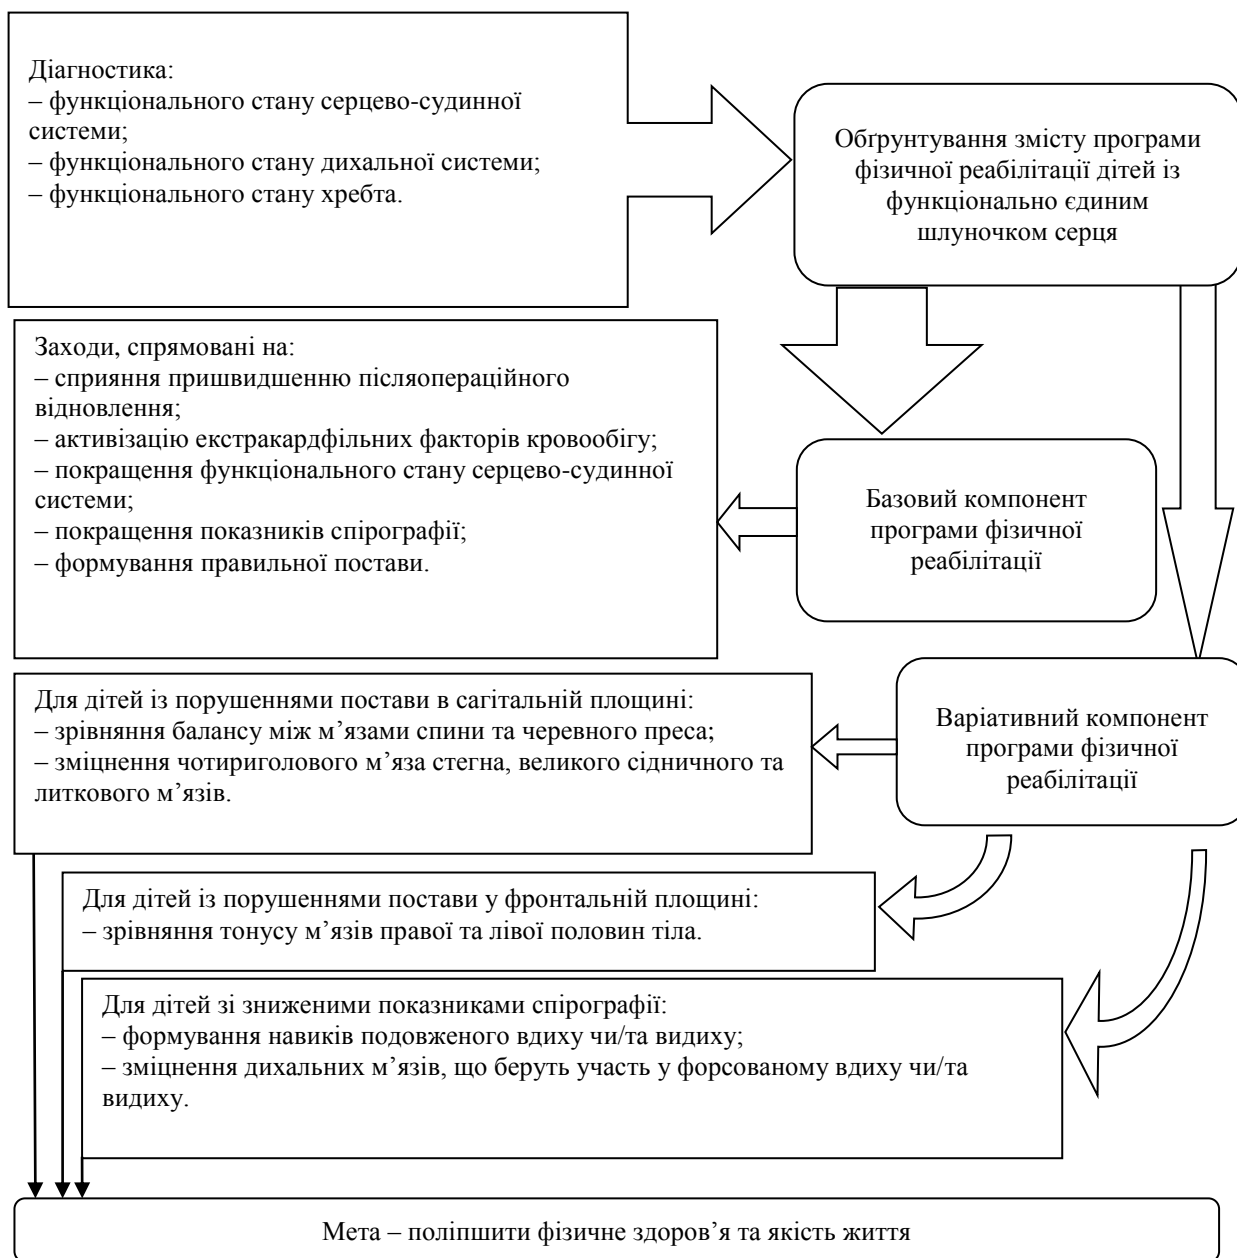 Діагностика:
– функціонального стану серцево-судинної
системи;
– функціонального стану дихальної системи;
– функціонального стану хребта.
Обґрунтування змісту програми
фізичної реабілітації дітей із
функціонально єдиним
шлуночком серця
Заходи, спрямовані на:
– сприяння пришвидшенню післяопераційного
відновлення;
– активізацію екстракардфільних факторів кровообігу;
– покращення функціонального стану серцево-судинної
системи;
– покращення показників спірографії;
– формування правильної постави.
Базовий компонент
програми фізичної
реабілітації
Для дітей із порушеннями постави в сагітальній площині:
– зрівняння балансу між м’язами спини та черевного преса;
– зміцнення чотириголового м’яза стегна, великого сідничного та
литкового м’язів.
Варіативний компонент
програми фізичної
реабілітації
Для дітей із порушеннями постави у фронтальній площині:
– зрівняння тонусу м’язів правої та лівої половин тіла.
Для дітей зі зниженими показниками спірографії:
– формування навиків подовженого вдиху чи/та видиху;
– зміцнення дихальних м’язів, що беруть участь у форсованому вдиху чи/та
видиху.
Мета – поліпшити фізичне здоров’я та якість життя